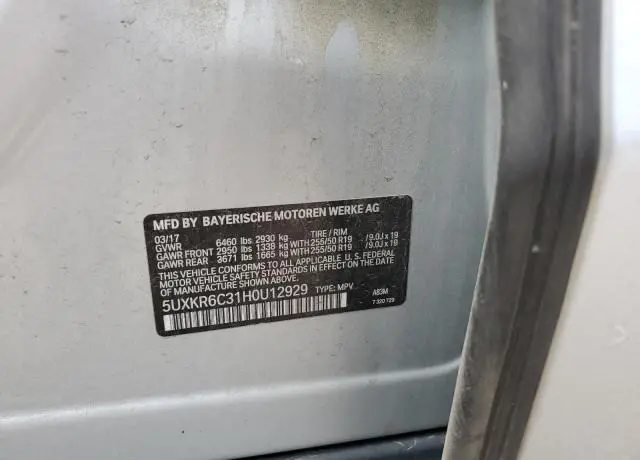 MFD BY BAYERISCHE MOTOREN WERKE AG
03/17 TIRE / RIM
GVWR 6460 lbs 2930 kg
GAWR FRONT 2950 lbs 1338 kg WITH 255/50 R19 /9.0J x 19
GAWR REAR 3671 lbs 1665 kg WITH 255/50 R19 /9.0J x 19
THIS VEHICLE CONFORMS TO ALL APPLICABLE U.S. FEDERAL
MOTOR VEHICLE SAFETY STANDARDS IN EFFECT ON THE DATE
OF MANUFACTURE SHOWN ABOVE.
5UXKR6C31H0U12929 TYPE: MPV A83M
7 320 729